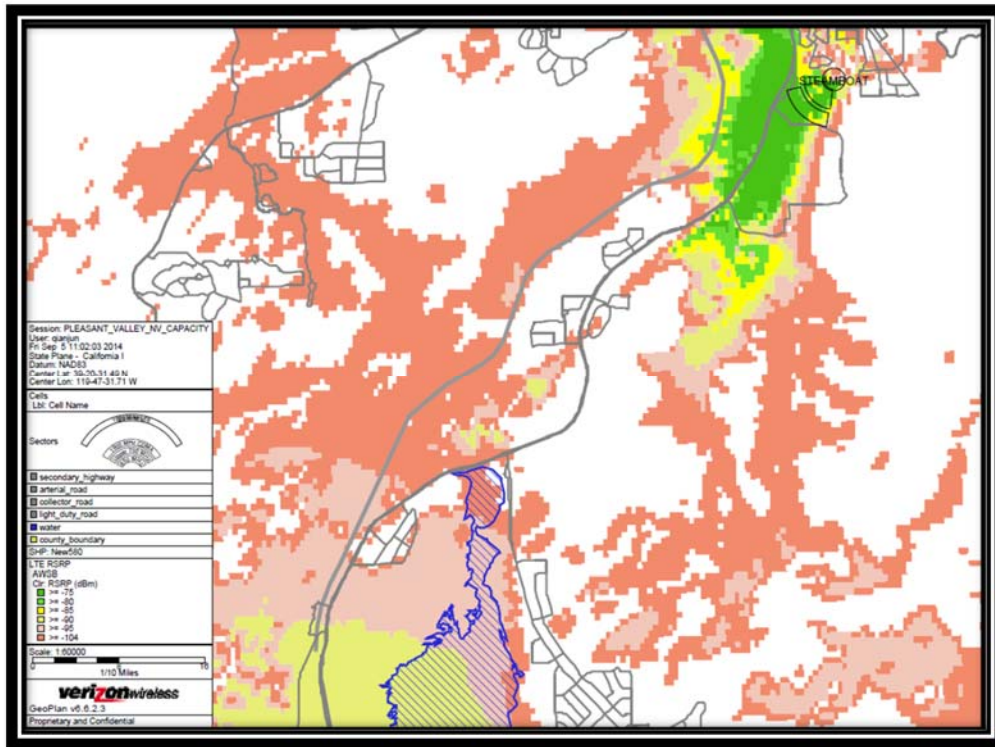 STEAMBOAT
Session: PLEASANT_VALLEY_NV_CAPACITY
User: qianjun
Fri Sep 5 11:02:03 2014
State Plane - California I
Datum: NAD83
Center Lat: 39-20-31.49 N
Center Lon: 119-47-31.71 W
Cells
Lbl: Cell Name
Sectors
secondary_highway
arterial_road
collector_road
light_duty_road
water
county_boundary
SHP: New580
LTE RSRP
AWSB
Clr: RSRP (dBm)
>= -75
>= -80
>= -85
>= -90
>= -95
>= -104
Scale: 1:60000
0
16
1/10 Miles
verizonwireless
GeoPlan v6.6.2.3
Proprietary and Confidential